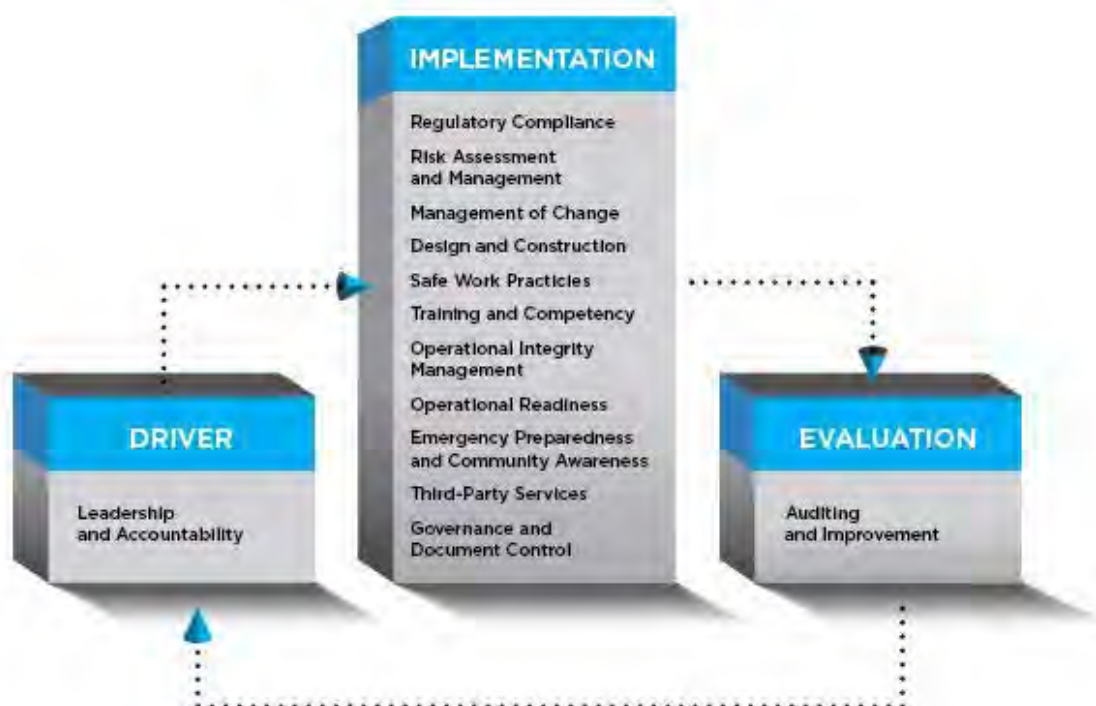 IMPLEMENTATION
Regulatory Compliance
Risk Assessment
and Management
Management of Change
Design and Construction
Safe Work Practicies
Training and Competency
Operational Integrity
Management
Operational Readiness
Emergency Preparedness
and Community Awareness
Third-Party Services
Governance and
Document Control
DRIVER
Leadership
and Accountability
EVALUATION
Auditing
and Improvement